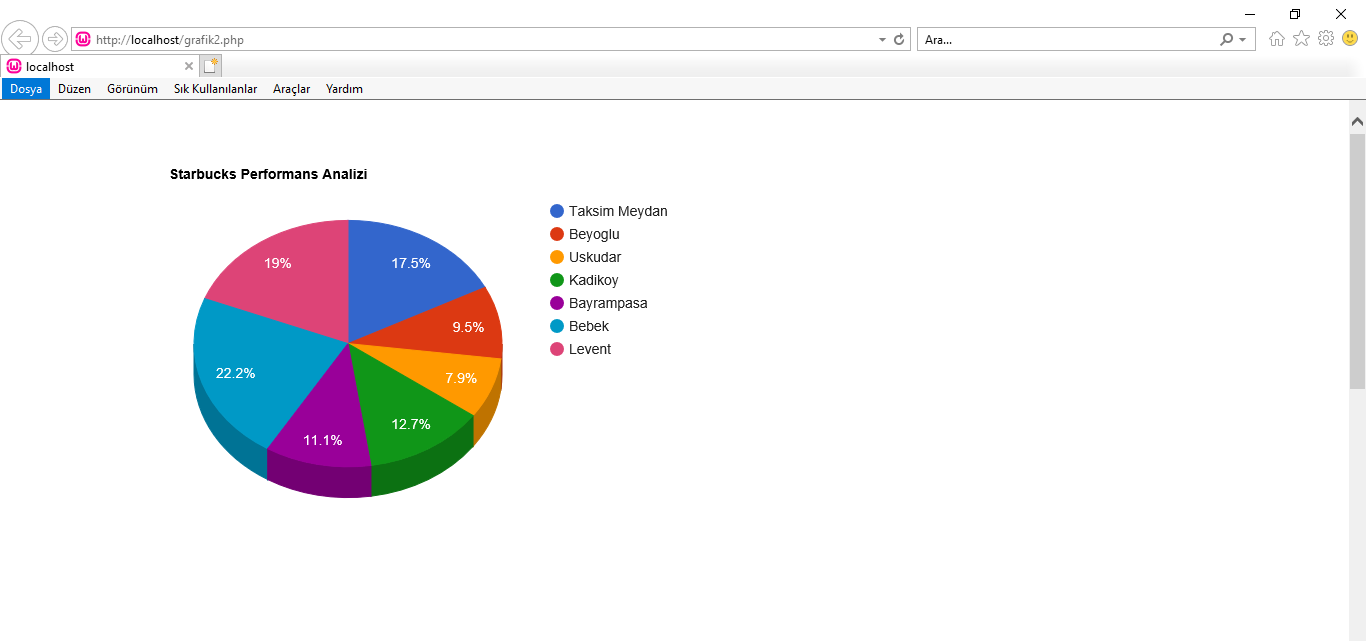 http://localhost/grafik2.php
Ara...
localhost
Dosya Düzen Görünüm Sık Kullanılanlar Araçlar Yardım
Starbucks Performans Analizi
Taksim Meydan
Beyoglu
Uskudar
Kadikoy
Bayrampasa
Bebek
Levent
19%
17.5%
9.5%
22.2%
7.9%
12.7%
11.1%